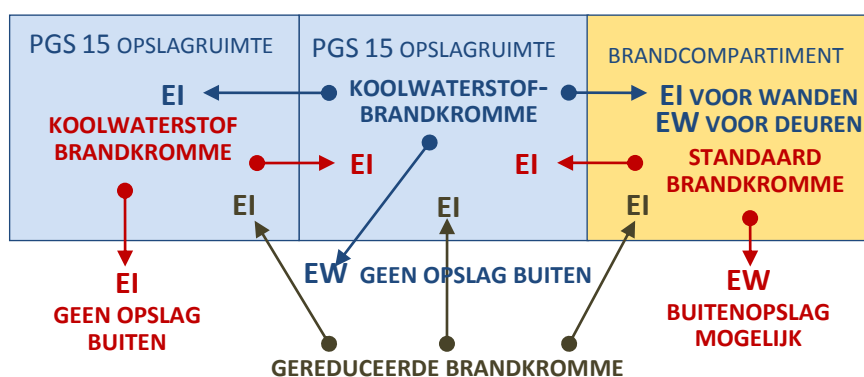 PGS 15 OPSLAGRUIMTE
EI
KOOLWATERSTOF
BRANDKROMME
EI
PGS 15 OPSLAGRUIMTE
KOOLWATERSTOF-
BRANDKROMME
EI
EI
EI
BRANDCOMPARTIMENT
EI VOOR WANDEN
EW VOOR DEUREN
STANDAARD
BRANDKROMME
EI
EI
GEEN OPSLAG
BUITEN
EW GEEN OPSLAG BUITEN
EW
BUITENOPSLAG
MOGELIJK
GEREDUCEERDE BRANDKROMME